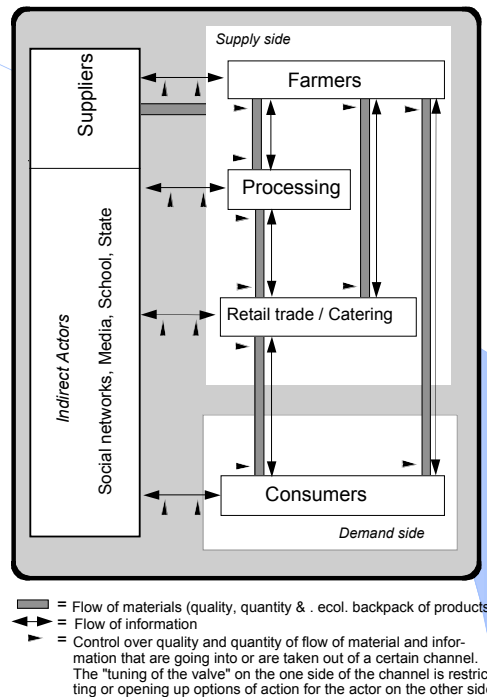 Supply side
Suppliers
Farmers
Processing
Indirect Actors
Social networks, Media, School, State
Retail trade / Catering
Consumers
Demand side
= Flow of materials (quality, quantity & . ecol. backpack of products
= Flow of information
= Control over quality and quantity of flow of material and infor-
mation that are going into or are taken out of a certain channel.
The "tuning of the valve" on the one side of the channel is restric
ting or opening up options of action for the actor on the other sid